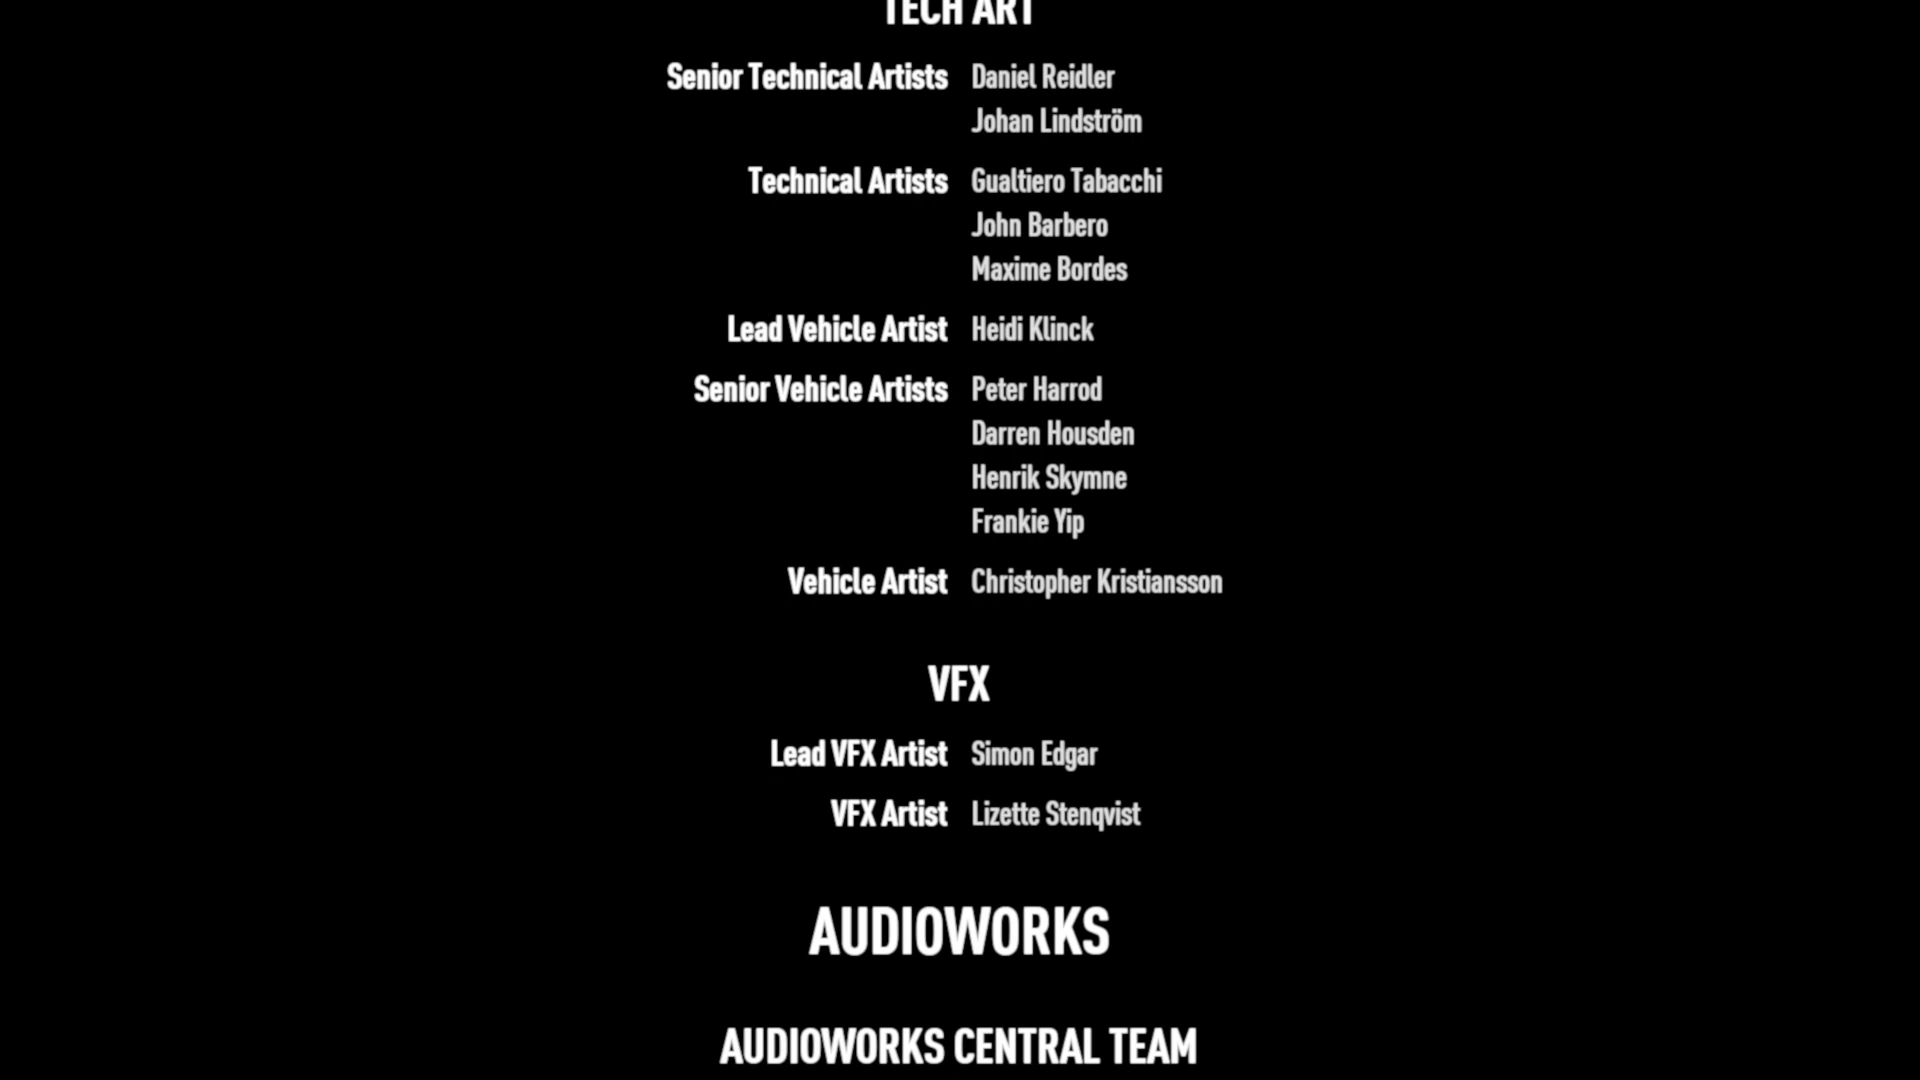 TECH ART
Senior Technical Artists Daniel Reidler
Johan Lindström
Technical Artists Gualtiero Tabacchi
John Barbero
Maxime Bordes
Lead Vehicle Artist Heidi Klinck
Senior Vehicle Artists Peter Harrod
Darren Housden
Henrik Skymne
Frankie Yip
Vehicle Artist Christopher Kristiansson
VFX
Lead VFX Artist Simon Edgar
VFX Artist Lizette Stenqvist
AUDIOWORKS
AUDIOWORKS CENTRAL TEAM